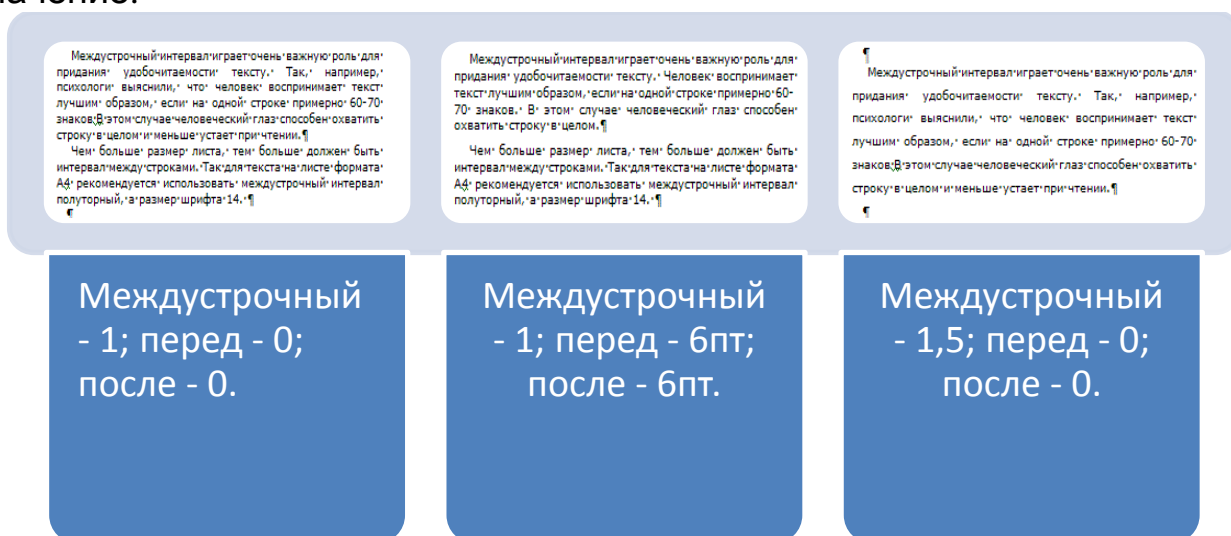 Междустрочный интервал играет очень важную роль для
придания удобочитаемости тексту. Так, например,
психологи выяснили, что человек воспринимает текст
лучшим образом, если на одной строке примерно 60-70
знаков;В этом случае человеческий глаз способен охватить
строку в целом и меньше устает при чтении.¶
Чем больше размер листа, тем больше должен быть
интервал между строками. Так для текста на листе формата
А4 рекомендуется использовать междустрочный интервал
полуторный, а размер шрифта 14. ¶
¶
Междустрочный интервал играет очень важную роль для
придания удобочитаемости тексту. Человек воспринимает
текст лучшим образом, если на одной строке примерно 60-
70 знаков. В этом случае человеческий глаз способен
охватить строку в целом.¶
Чем больше размер листа, тем больше должен быть
интервал между строками. Так для текста на листе формата
А4 рекомендуется использовать междустрочный интервал
полуторный, а размер шрифта 14. ¶
¶
Междустрочный интервал играет очень важную роль для
придания удобочитаемости тексту. Так, например,
психологи выяснили, что человек воспринимает текст
лучшим образом, если на одной строке примерно 60-70
знаков;В этом случае человеческий глаз способен охватить
строку в целом и меньше устает при чтении.¶
¶
Междустрочный
- 1; перед - 0;
после - 0.
Междустрочный
- 1; перед - 6пт;
после - 6пт.
Междустрочный
- 1,5; перед - 0;
после - 0.